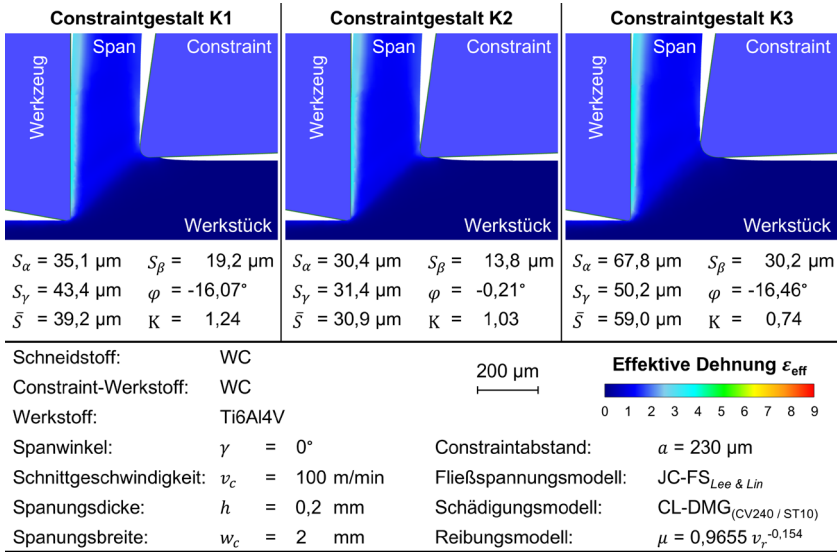 Constraintgestalt K1 Constraintgestalt K2 Constraintgestalt K3
Werkzeug Span Constraint Werkzeug Span Constraint Werkzeug Span Constraint
Werkstück Werkstück Werkstück
Sα = 35,1 µm Sβ = 19,2 µm Sα = 30,4 µm Sβ = 13,8 µm Sα = 67,8 µm Sβ = 30,2 µm
Sγ = 43,4 µm φ = -16,07° Sγ = 31,4 µm φ = -0,21° Sγ = 50,2 µm φ = -16,46°
S̄ = 39,2 µm K = 1,24 S̄ = 30,9 µm K = 1,03 S̄ = 59,0 µm K = 0,74
Schneidstoff: WC
Constraint-Werkstoff: WC
Werkstoff: Ti6Al4V
200 µm
Effektive Dehnung εeff
0 1 2 3 4 5 6 7 8 9
Spanwinkel: γ = 0° Constraintabstand: a = 230 µm
Schnittgeschwindigkeit: vc = 100 m/min Fließspannungsmodell: JC-FSLee & Lin
Spanungsdicke: h = 0,2 mm Schädigungsmodell: CL-DMG(CV240 / ST10)
Spanungsbreite: wc = 2 mm Reibungsmodell: μ = 0,9655 vr-0,154